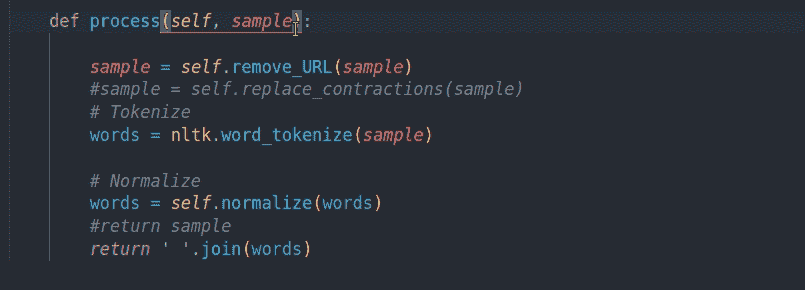 def process(self, sample):
sample = self.remove_URL(sample)
#sample = self.replace_contractions(sample)
# Tokenize
words = nltk.word_tokenize(sample)
# Normalize
words = self.normalize(words)
#return sample
return ' '.join(words)